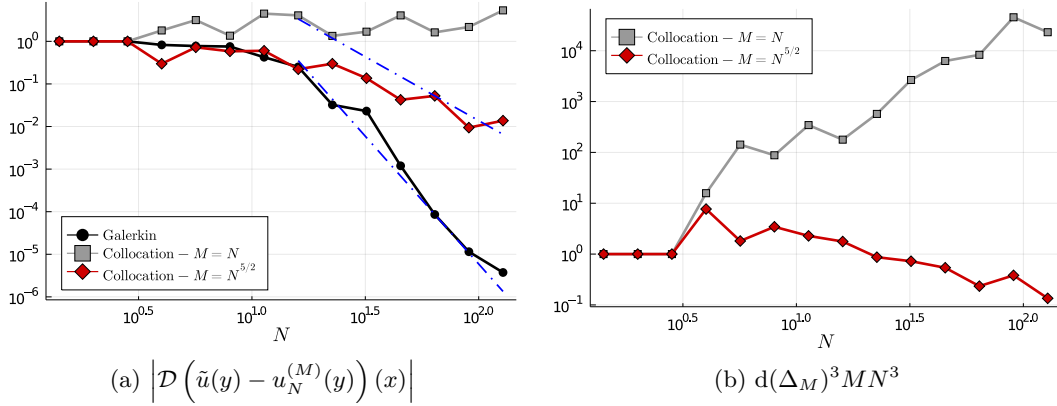 10^0
10^{-1}
10^{-2}
10^{-3}
10^{-4}
10^{-5}
10^{-6}
Galerkin
Collocation − M = N
Collocation − M = N^{5/2}
10^{0.5}
10^{1.0}
10^{1.5}
10^{2.0}
N
(a) |𝒟(ũ(y) − u_N^{(M)}(y))(x)|
10^4
10^3
10^2
10^1
10^0
10^{-1}
Collocation − M = N
Collocation − M = N^{5/2}
10^{0.5}
10^{1.0}
10^{1.5}
10^{2.0}
N
(b) d(Δ_M)^3MN^3